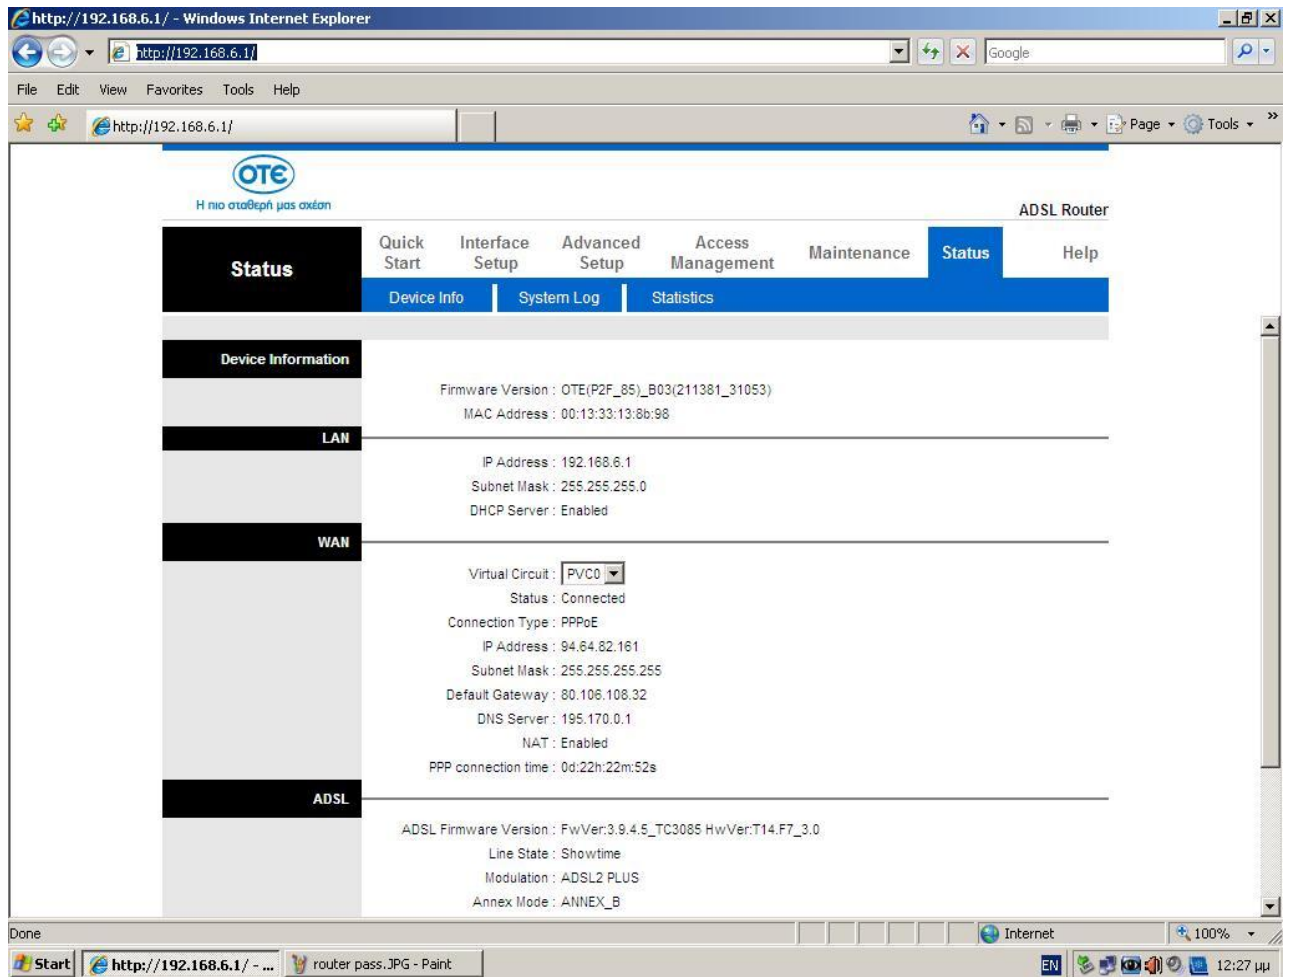 http://192.168.6.1/ - Windows Internet Explorer
http://192.168.6.1/
Google
File Edit View Favorites Tools Help
http://192.168.6.1/
Page Tools »
OTE
Η πιο σταθερή μας σχέση
ADSL Router
Status
Quick Start
Interface Setup
Advanced Setup
Access Management
Maintenance
Status
Help
Device Info System Log Statistics
Device Information
Firmware Version : OTE(P2F_85)_B03(211381_31053)
MAC Address : 00:13:33:13:8b:98
LAN
IP Address : 192.168.6.1
Subnet Mask : 255.255.255.0
DHCP Server : Enabled
WAN
Virtual Circuit : PVC0
Status : Connected
Connection Type : PPPoE
IP Address : 94.64.82.161
Subnet Mask : 255.255.255.255
Default Gateway : 80.106.108.32
DNS Server : 195.170.0.1
NAT : Enabled
PPP connection time : 0d:22h:22m:52s
ADSL
ADSL Firmware Version : FwVer:3.9.4.5_TC3085 HwVer:T14.F7_3.0
Line State : Showtime
Modulation : ADSL2 PLUS
Annex Mode : ANNEX_B
Done Internet 100%
Start http://192.168.6.1/ - ... router pass.JPG - Paint EN 12:27 μμ